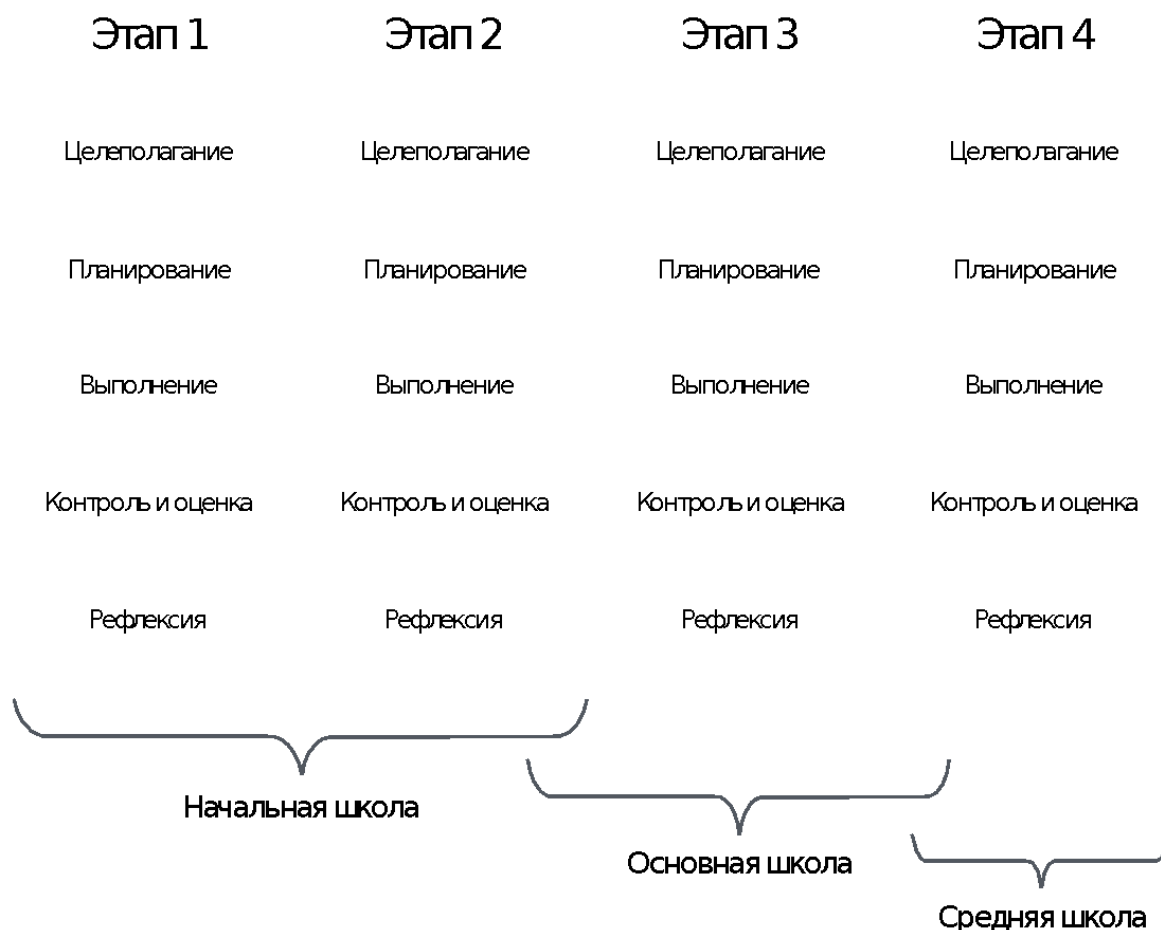 Этап 1 Этап 2 Этап 3 Этап 4
Целеполагание Целеполагание Целеполагание Целеполагание
Планирование Планирование Планирование Планирование
Выполнение Выполнение Выполнение Выполнение
Контроль и оценка Контроль и оценка Контроль и оценка Контроль и оценка
Рефлексия Рефлексия Рефлексия Рефлексия
Начальная школа
Основная школа
Средняя школа